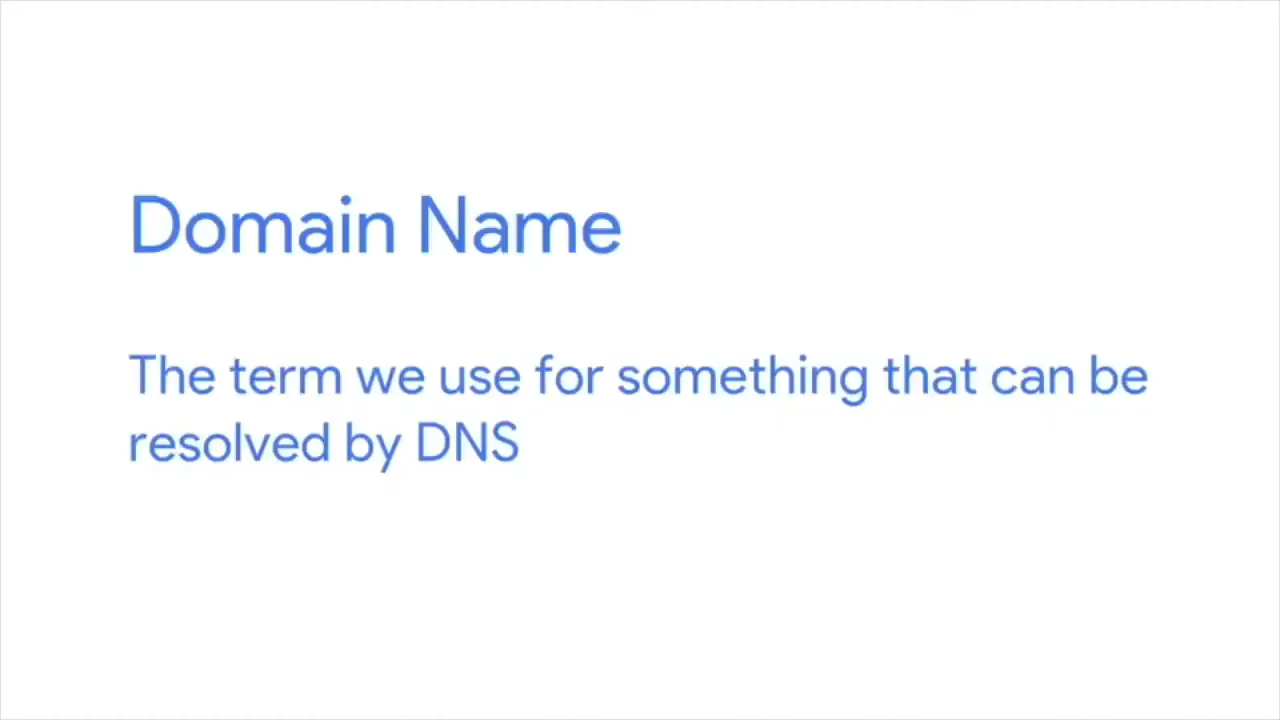 Domain Name
The term we use for something that can be
resolved by DNS